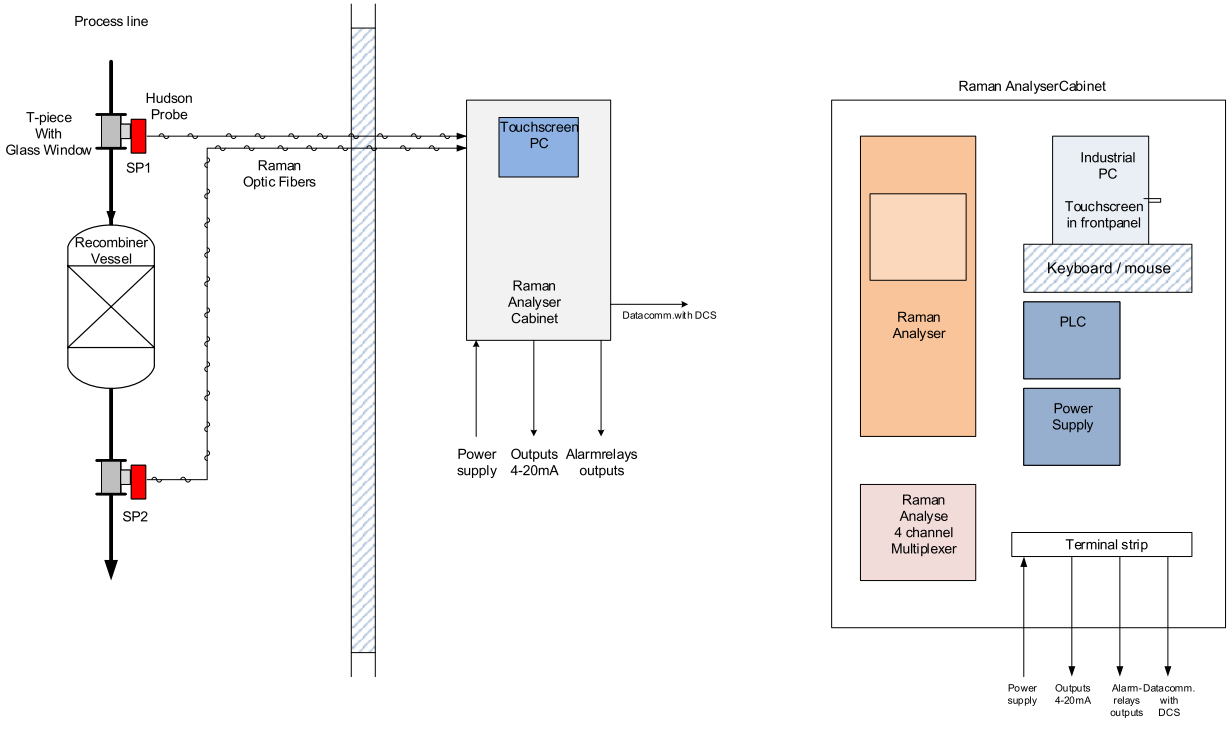 Process line
Hudson
Probe
T-piece
With
Glass Window
SP1
Raman
Optic Fibers
Recombiner
Vessel
SP2
Touchscreen
PC
Raman
Analyser
Cabinet
Datacomm.with DCS
Power
supply
Outputs
4-20mA
Alarmrelays
outputs
Raman AnalyserCabinet
Raman
Analyser
Industrial
PC
Touchscreen
in frontpanel
Keyboard / mouse
PLC
Power
Supply
Raman
Analyse
4 channel
Multiplexer
Terminal strip
Power
supply
Outputs
4-20mA
Alarm-
relays
outputs
Datacomm.
with
DCS